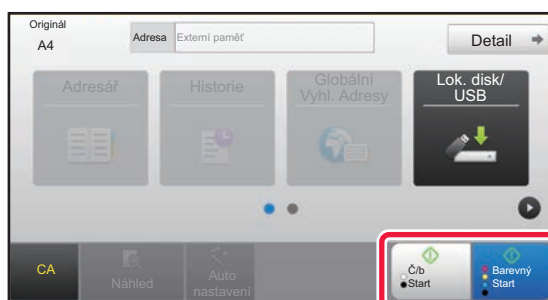 Originál
A4
Adresa
Externí paměť
Detail
Adresář
Historie
Globální
Vyhl. Adresy
Lok. disk/
USB
CA
Náhled
Auto
nastavení
Č/b
Start
Barevný
Start